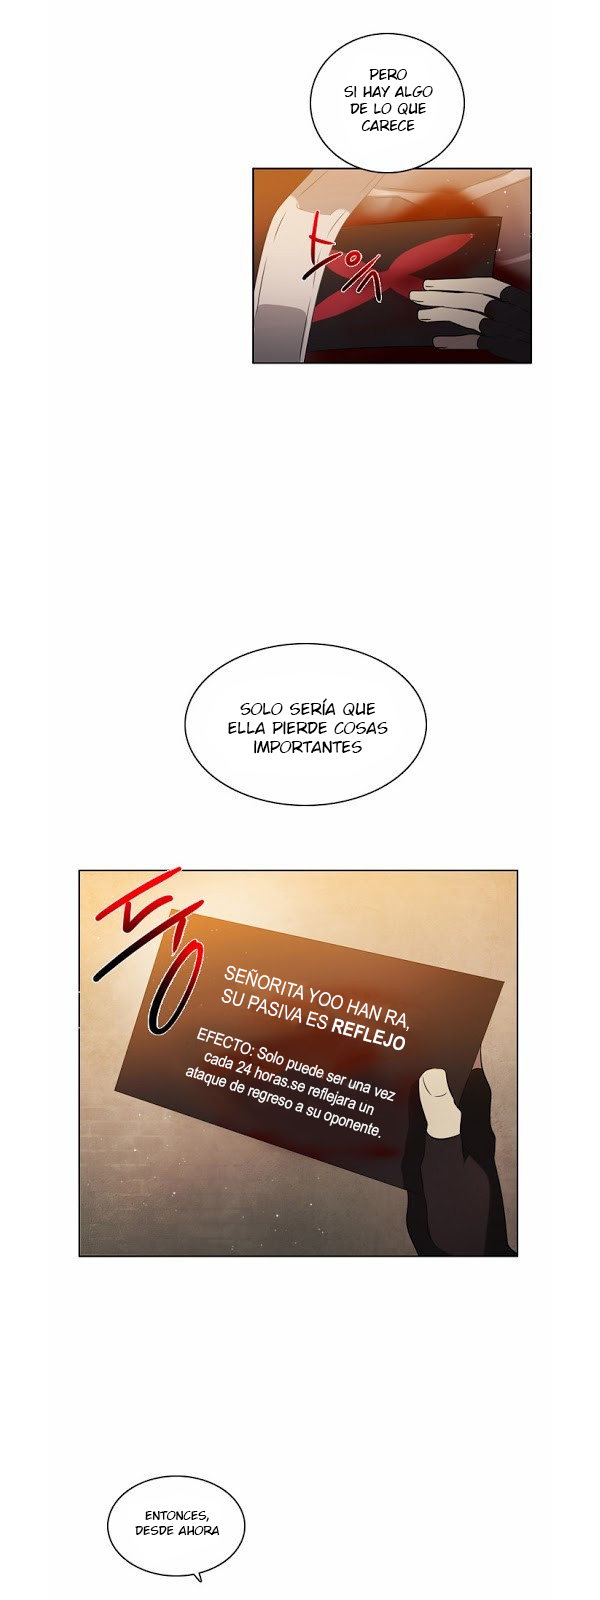 PERO
SI HAY ALGO
DE LO QUE
CARECE
SOLO SERÍA QUE
ELLA PIERDE COSAS
IMPORTANTES
SEÑORITA YOO HAN RA,
SU PASIVA ES REFLEJO
EFECTO: Solo puede ser una vez
cada 24 horas.se reflejara un
ataque de regreso a su oponente.
ENTONCES,
DESDE AHORA